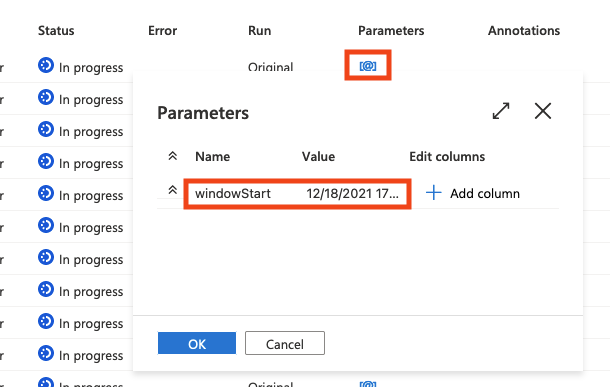 Status Error Run Parameters Annotations
r In progress Original [@]
r In progress
Parameters
r In progress
Name Value Edit columns
r In progress
windowStart 12/18/2021 17... Add column
r In progress
r In progress
r In progress
r In progress
r In progress
OK Cancel
r In progress
r In progress Original [@]